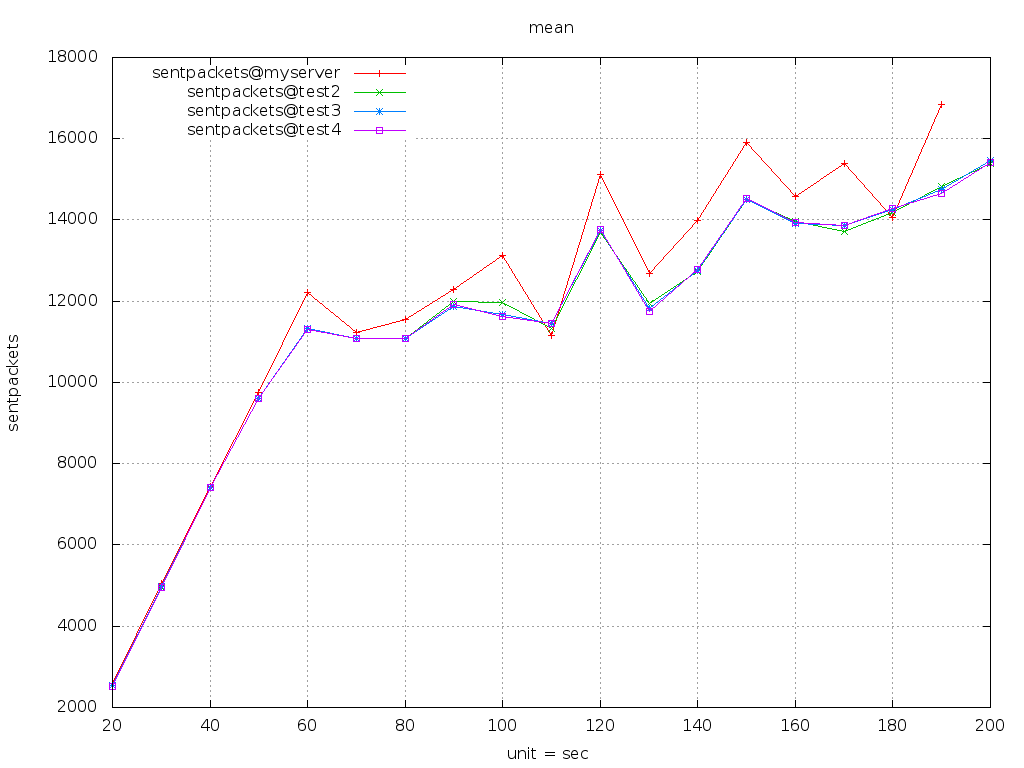 mean
18000
sentpackets@myserver
sentpackets@test2
sentpackets@test3
sentpackets@test4
16000
14000
12000
10000
8000
6000
4000
2000
sentpackets
20 40 60 80 100 120 140 160 180 200
unit = sec